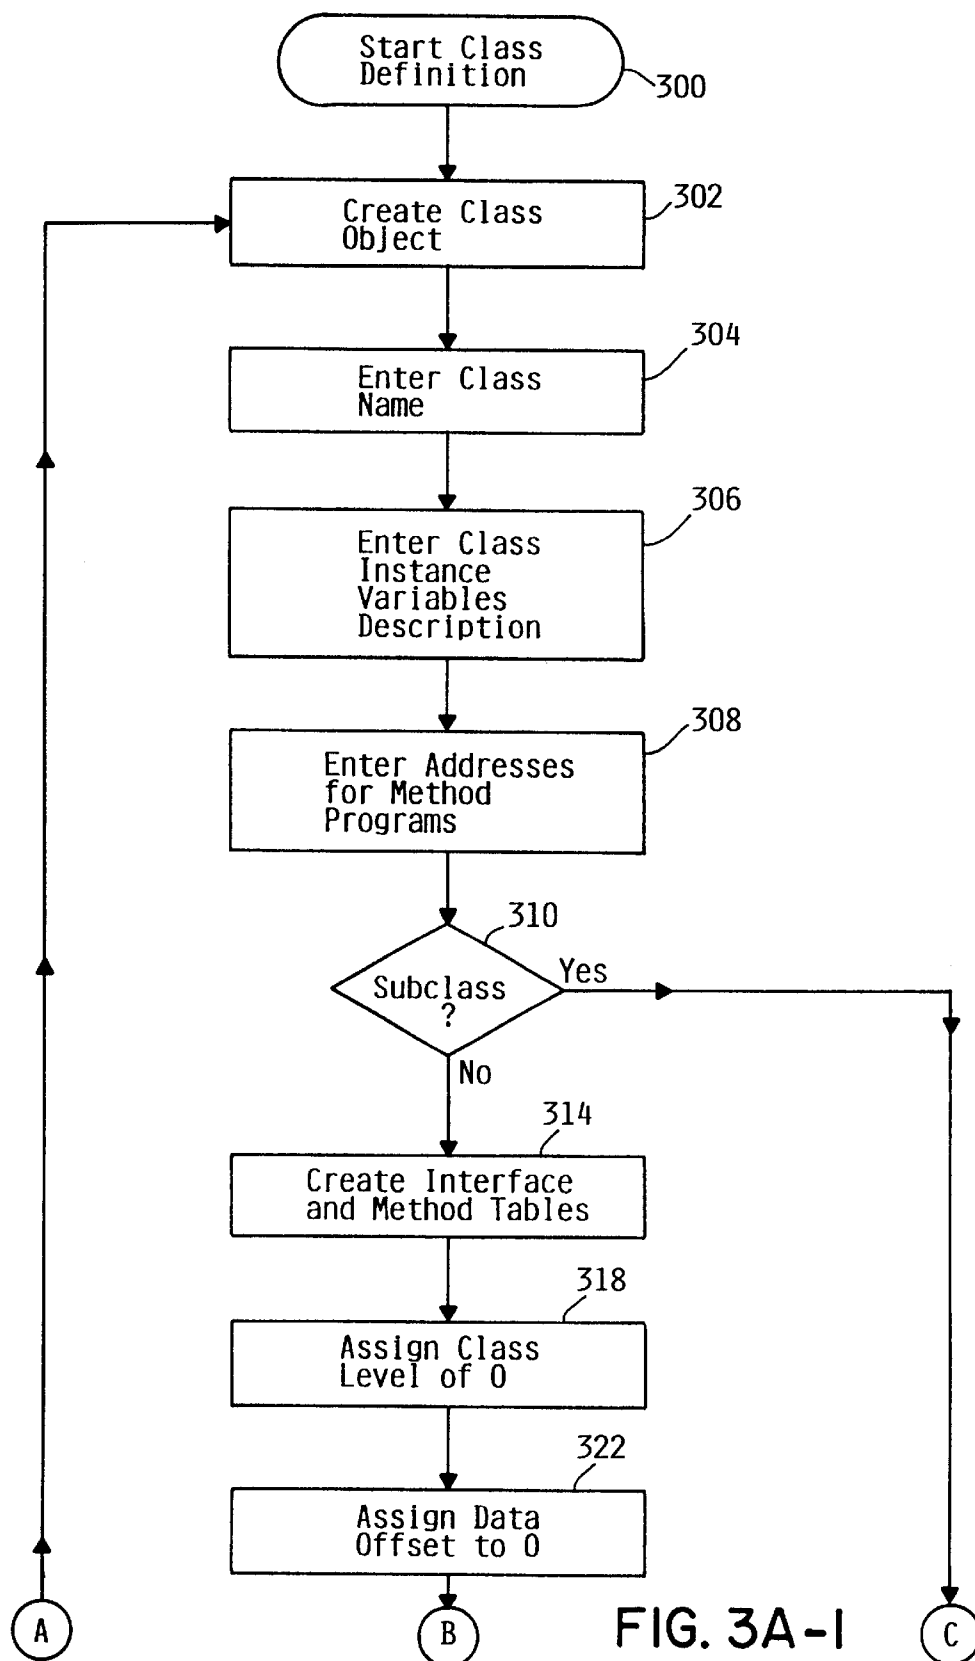 Start Class
Definition
300
Create Class
Object
302
Enter Class
Name
304
Enter Class
Instance
Variables
Description
306
Enter Addresses
for Method
Programs
308
310
Subclass
?
Yes
No
314
Create Interface
and Method Tables
318
Assign Class
Level of 0
322
Assign Data
Offset to 0
A
B
FIG. 3A-1
C